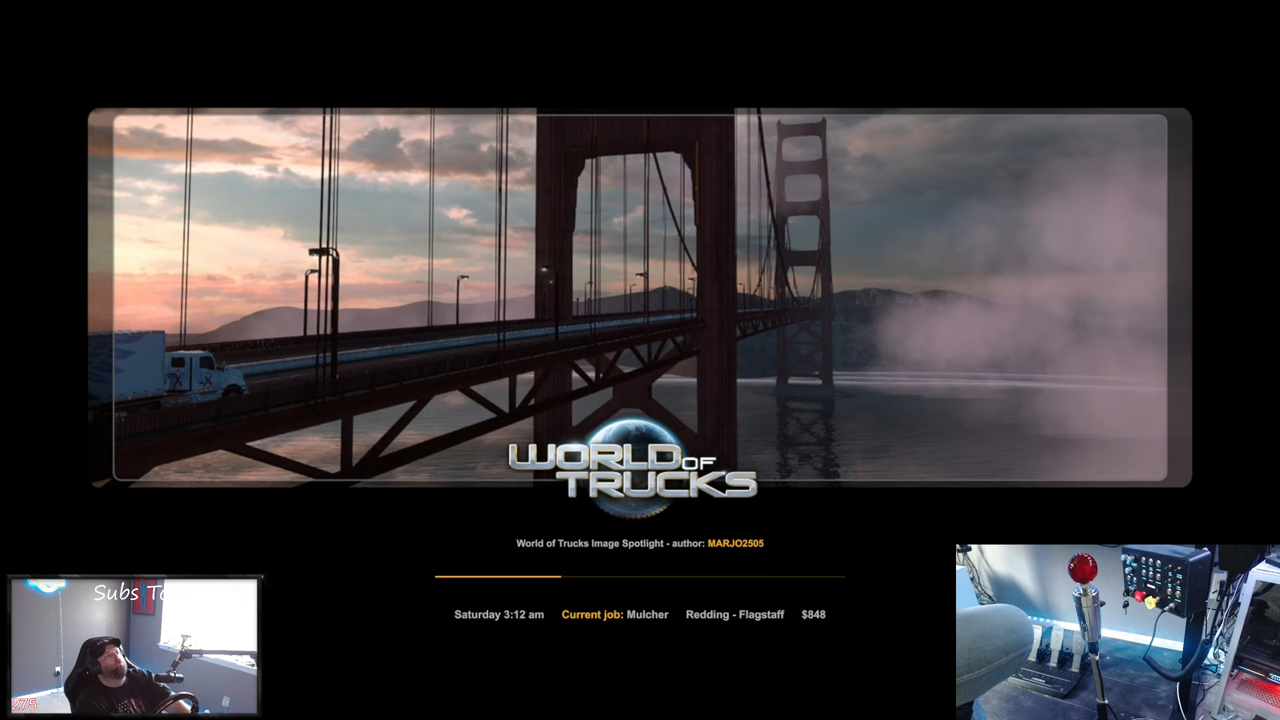 WORLD OF
TRUCKS
World of Trucks Image Spotlight - author: MARJO2505
Saturday 3:12 am Current job: Mulcher Redding - Flagstaff $848
Subs
275